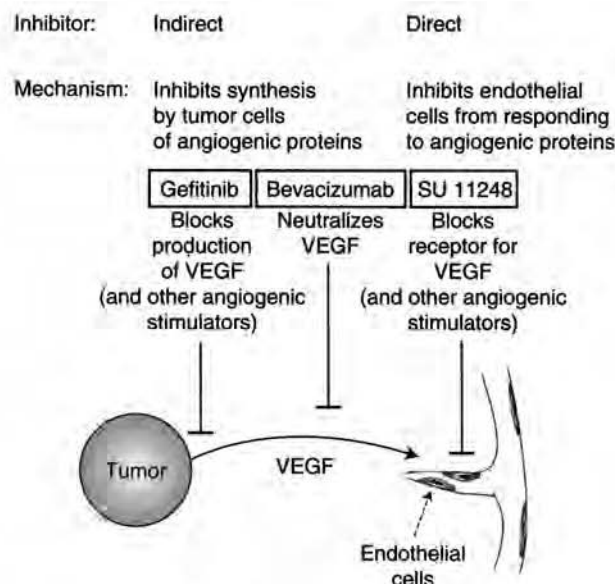 Inhibitor: Indirect Direct
Mechanism: Inhibits synthesis Inhibits endothelial
by tumor cells cells from responding
of angiogenic proteins to angiogenic proteins
Gefitinib Bevacizumab SU 11248
Blocks Neutralizes Blocks
production VEGF receptor for
of VEGF VEGF
(and other angiogenic (and other angiogenic
stimulators) stimulators)
Tumor
VEGF
Endothelial
cells